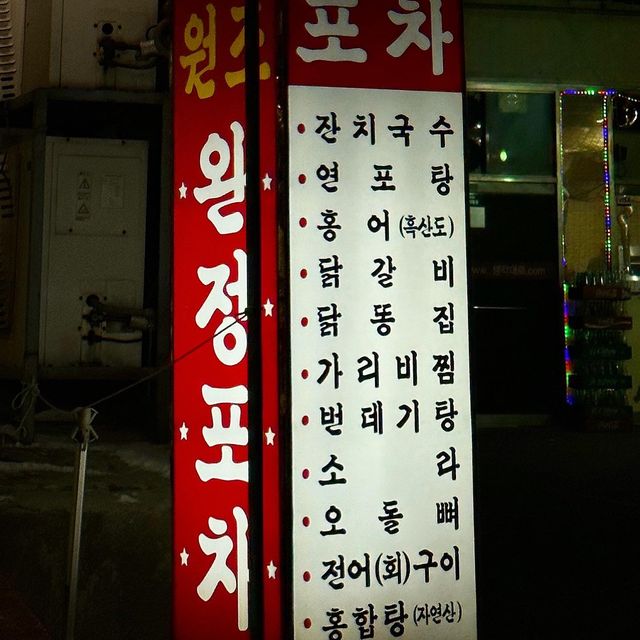 원조
완정포차
포차
• 잔치국수
• 연포탕
• 홍어(흑산도)
• 닭갈비
• 닭똥집
• 가리비찜
• 번데기탕
• 소라
• 오돌뼈
• 전어(회)구이
• 홍합탕(자연산)